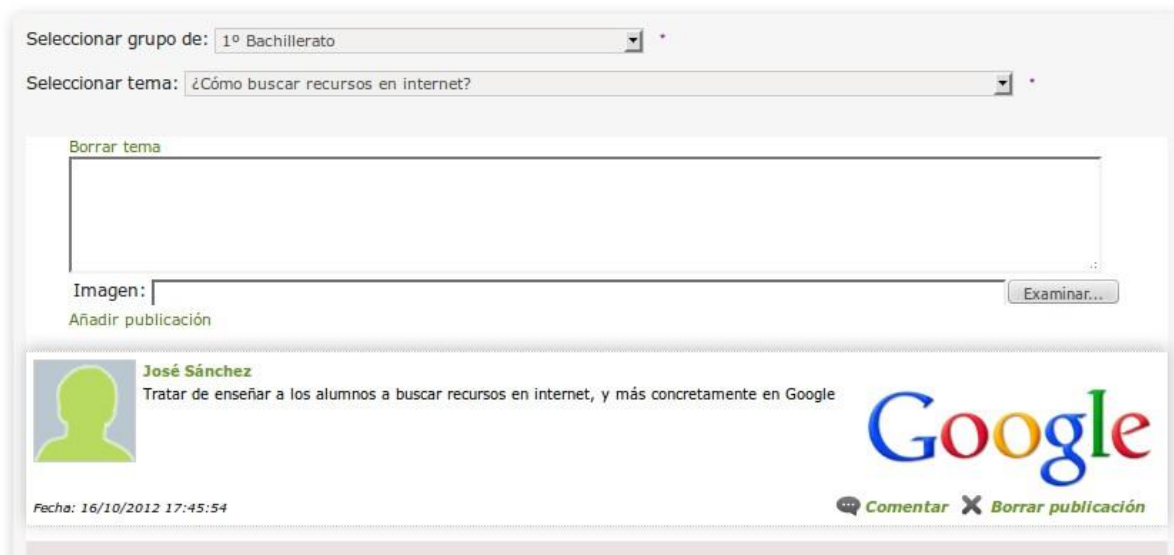 Seleccionar grupo de: 1º Bachillerato *
Seleccionar tema: ¿Cómo buscar recursos en internet? *
Borrar tema
Imagen: Examinar...
Añadir publicación
José Sánchez
Tratar de enseñar a los alumnos a buscar recursos en internet, y más concretamente en Google
Google
Fecha: 16/10/2012 17:45:54 Comentar Borrar publicación